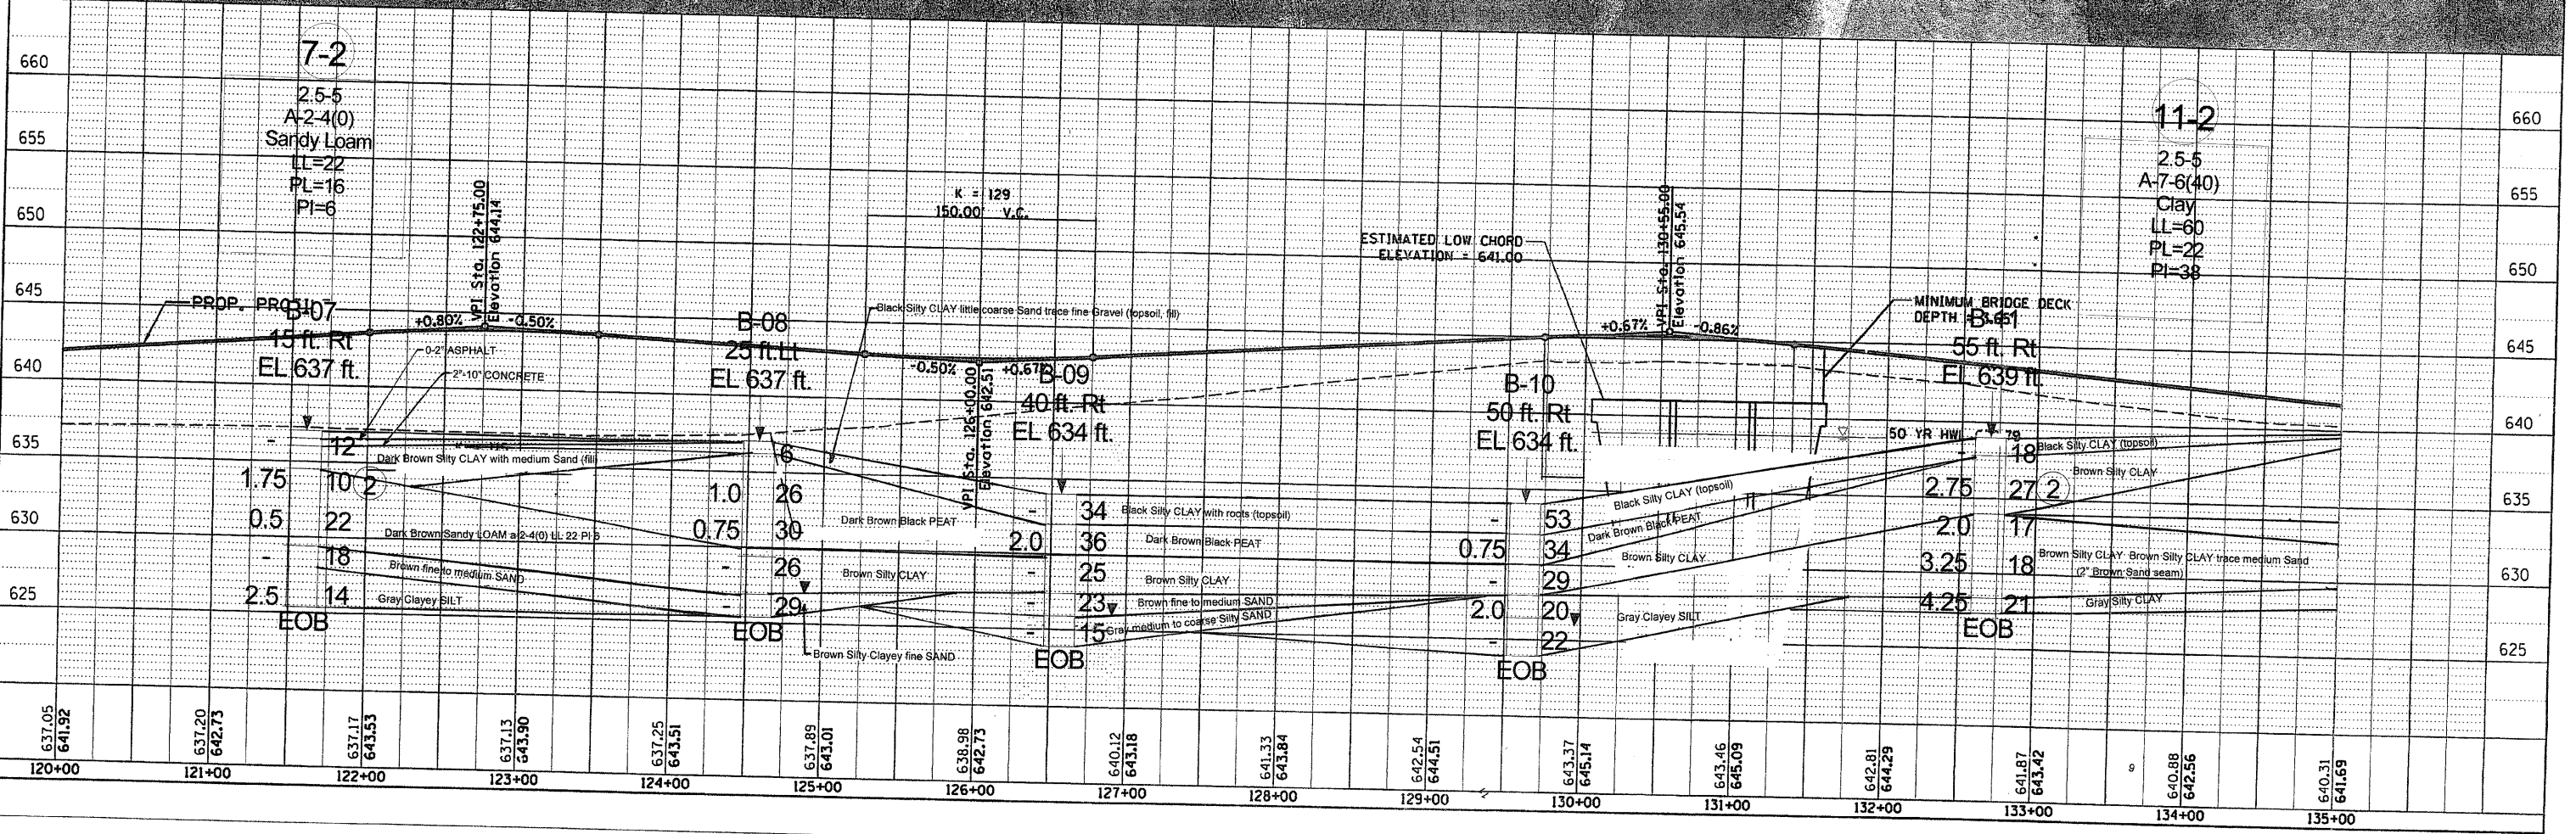 660
655
650
645
640
635
630
625
7-2
2.5-5
A-2-4(0)
Sandy Loam
LL=22
PL=16
PI=6
VPI Sta. 122+75.00
Elevation 644.14
K = 129
150.00' V.C.
ESTIMATED LOW CHORD
ELEVATION = 641.00
VPI Sta. 130+55.00
Elevation 645.54
11-2
2.5-5
A-7-6(40)
Clay
LL=60
PL=22
PI=38
660
655
650
645
640
635
630
625
PROP.
B-07
15 ft. Rt
EL 637 ft.
+0.80%
-0.50%
0-2" ASPHALT
2"-10" CONCRETE
B-08
25 ft.Lt
EL 637 ft.
Black Silty CLAY little coarse Sand trace fine Gravel (topsoil, fill)
-0.50%
+0.67%
VPI Sta. 126+00.00
Elevation 642.51
B-09
40 ft. Rt
EL 634 ft.
B-10
50 ft. Rt
EL 634 ft.
+0.67%
-0.86%
MINIMUM BRIDGE DECK
DEPTH
55 ft. Rt
EL 639 ft.
50 YR HW
-
12
1.75
10
2
0.5
22
-
18
2.5
14
EOB
Dark Brown Silty CLAY with medium Sand (fill)
Dark Brown Sandy LOAM a-2-4(0) LL 22 PI 6
Brown fine to medium SAND
Gray Clayey SILT
6
1.0
26
0.75
30
-
26
-
29
EOB
Dark Brown Black PEAT
Brown Silty CLAY
Brown Silty Clayey fine SAND
-
34
2.0
36
-
25
-
23
-
15
EOB
Black Silty CLAY with roots (topsoil)
Dark Brown Black PEAT
Brown Silty CLAY
Brown fine to medium SAND
Gray medium to coarse Silty SAND
-
53
0.75
34
-
29
2.0
20
-
22
EOB
Black Silty CLAY (topsoil)
Dark Brown Black PEAT
Brown Silty CLAY
Gray Clayey SILT
-
18
2.75
27
2
2.0
17
3.25
18
4.25
21
EOB
Black Silty CLAY (topsoil)
Brown Silty CLAY
Brown Silty CLAY Brown Silty CLAY trace medium Sand
(2" Brown Sand seam)
Gray Silty CLAY
637.05
641.92
637.20
642.73
637.17
643.53
637.13
643.90
637.25
643.51
637.89
643.01
638.98
642.73
640.12
643.18
641.33
643.84
642.54
644.51
643.37
645.14
643.46
645.09
642.81
644.29
641.87
643.42
640.88
642.56
640.31
641.69
120+00
121+00
122+00
123+00
124+00
125+00
126+00
127+00
128+00
129+00
130+00
131+00
132+00
133+00
134+00
135+00